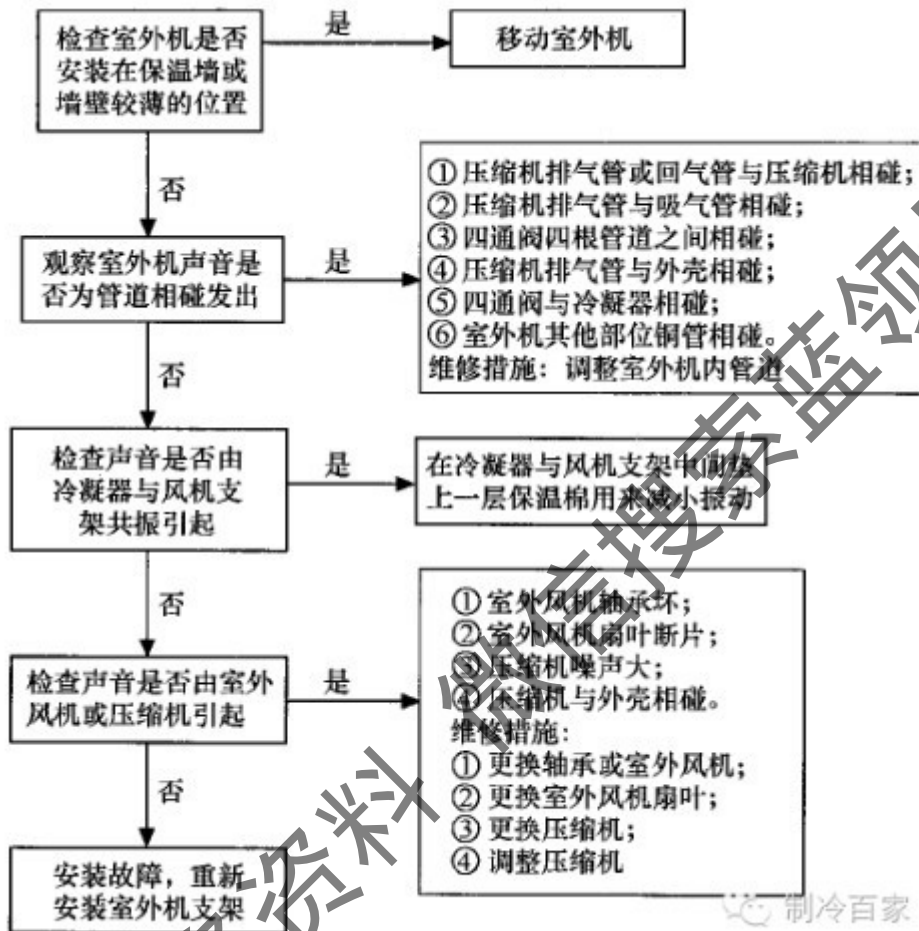 检查室外机是否
安装在保温墙或
墙壁较薄的位置
是
移动室外机
否
观察室外机声音是
否为管道相碰发出
是
①压缩机排气管或回气管与压缩机相碰；
②压缩机排气管与吸气管相碰；
③四通阀四根管道之间相碰；
④压缩机排气管与外壳相碰；
⑤四通阀与冷凝器相碰；
⑥室外机其他部位铜管相碰。
维修措施：调整室外机内管道
否
检查声音是否由
冷凝器与风机支
架共振引起
是
在冷凝器与风机支架中间垫
上一层保温棉用来减小振动
否
检查声音是否由室外
风机或压缩机引起
是
①室外风机轴承坏；
②室外风机扇叶断片；
③压缩机噪声大；
④压缩机与外壳相碰。
维修措施：
①更换轴承或室外风机；
②更换室外风机扇叶；
③更换压缩机；
④调整压缩机
否
安装故障，重新
安装室外机支架
资料 微信搜索蓝领
制冷百家